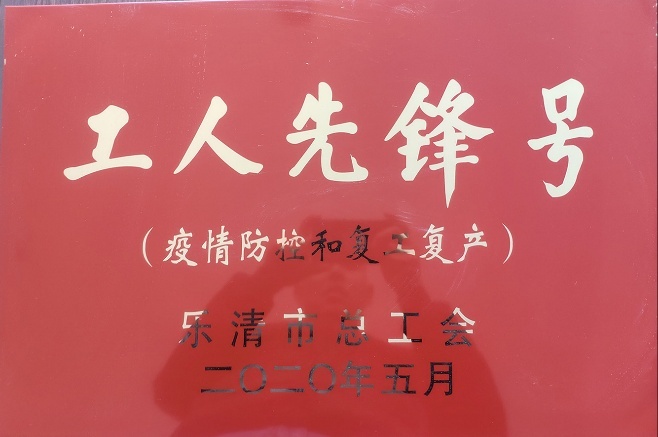 工人先锋号
（疫情防控和复工复产）
乐清市总工会
二〇二〇年五月